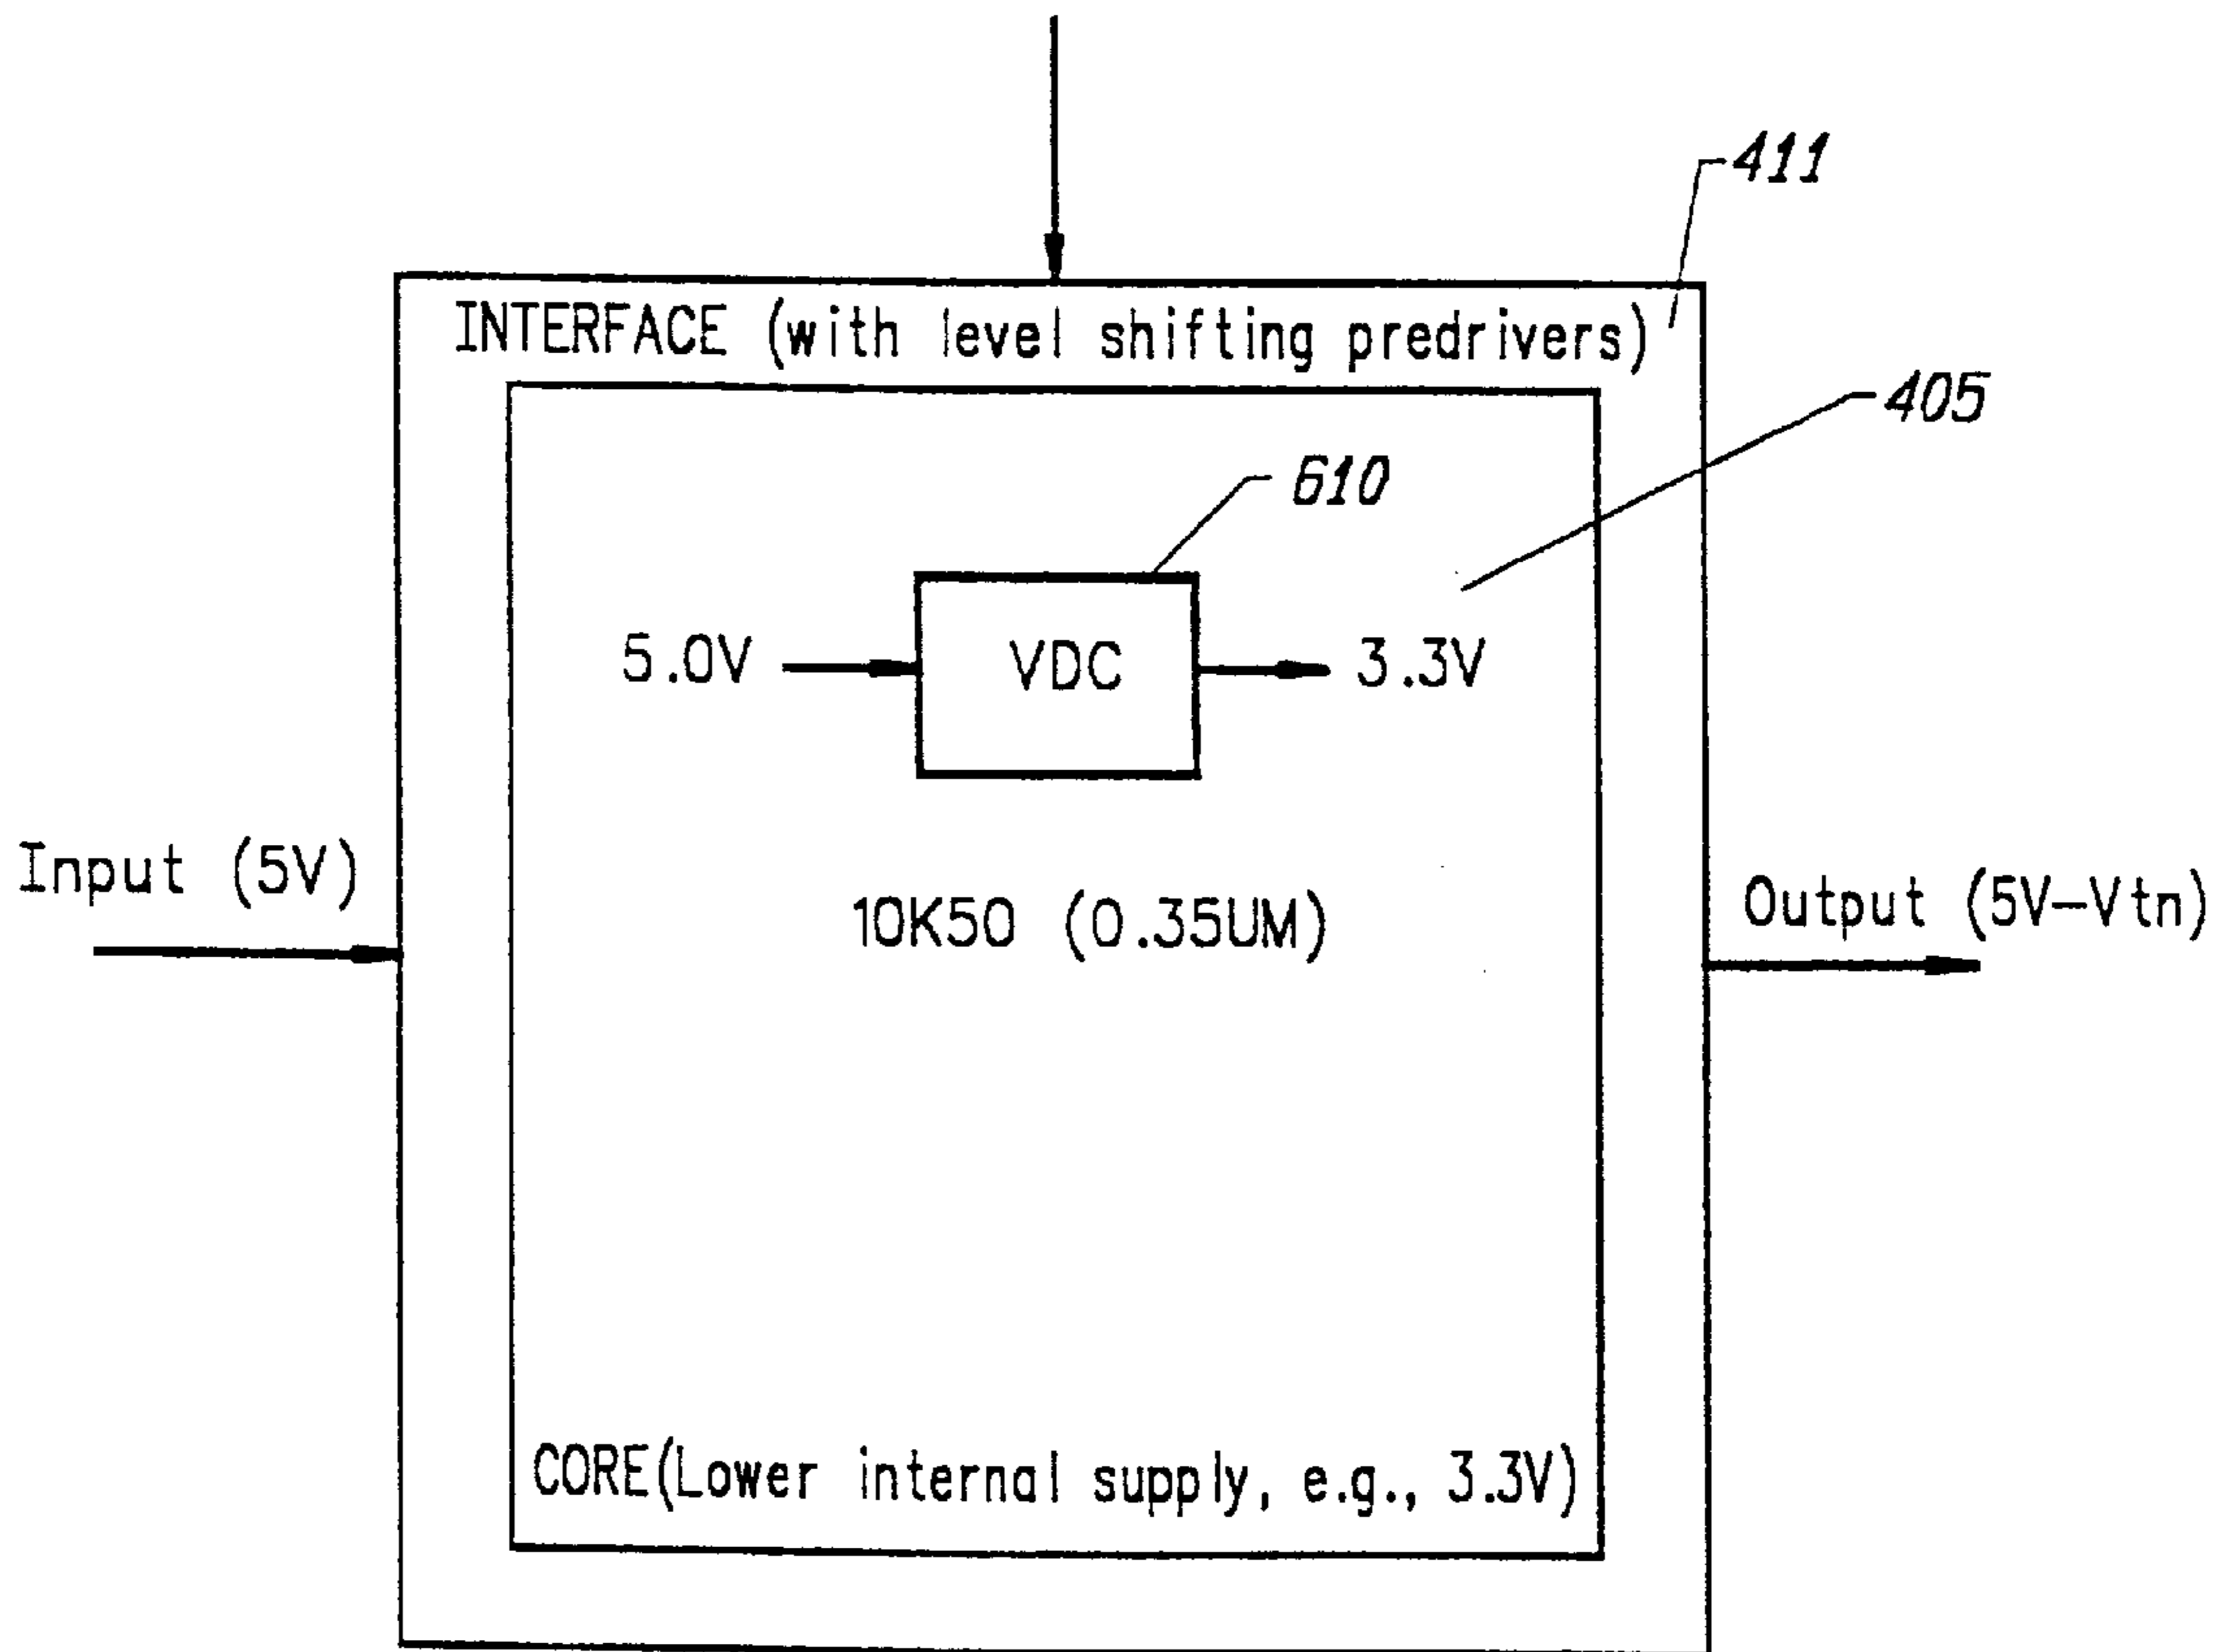 411
INTERFACE (with level shifting predrivers)
405
610
5.0V
VDC
3.3V
Input (5V)
10K50 (0.35UM)
Output (5V-Vtn)
CORE(Lower internal supply, e.g., 3.3V)